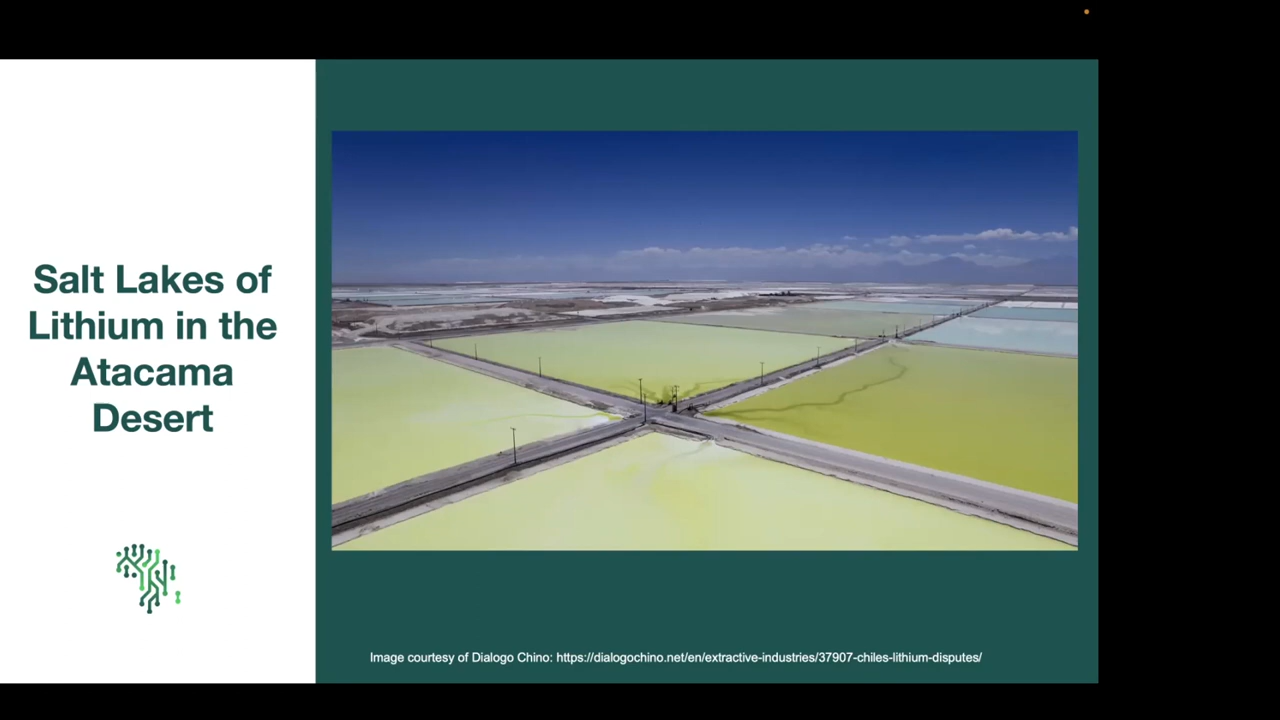 Salt Lakes of
Lithium in the
Atacama
Desert
Image courtesy of Dialogo Chino: https://dialogochino.net/en/extractive-industries/37907-chiles-lithium-disputes/